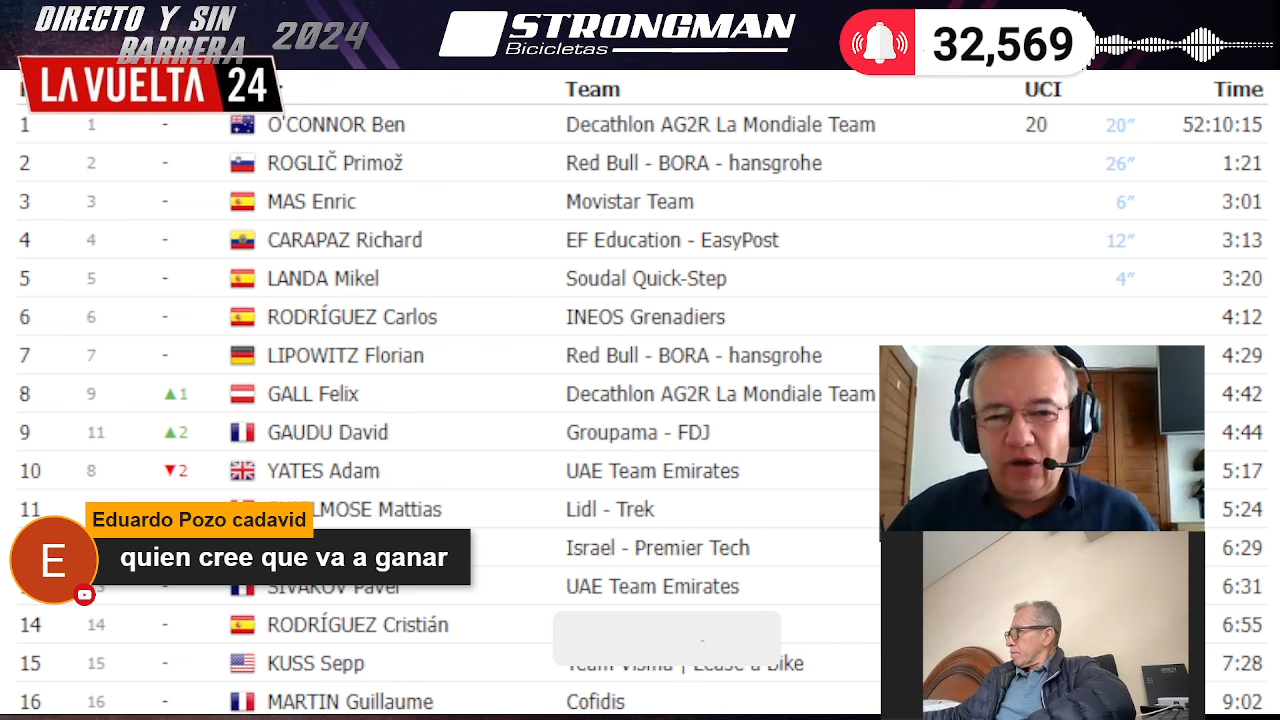 DIRECTO Y SIN
BARRERA 2024
STRONGMAN
Bicicletas
32,569
LA VUELTA 24
Team UCI Time
1 1 - O'CONNOR Ben Decathlon AG2R La Mondiale Team 20 20″ 52:10:15
2 2 - ROGLIČ Primož Red Bull - BORA - hansgrohe 26″ 1:21
3 3 - MAS Enric Movistar Team 6″ 3:01
4 4 - CARAPAZ Richard EF Education - EasyPost 12″ 3:13
5 5 - LANDA Mikel Soudal Quick-Step 4″ 3:20
6 6 - RODRÍGUEZ Carlos INEOS Grenadiers 4:12
7 7 - LIPOWITZ Florian Red Bull - BORA - hansgrohe 4:29
8 9 ▲1 GALL Felix Decathlon AG2R La Mondiale Team 4:42
9 11 ▲2 GAUDU David Groupama - FDJ 4:44
10 8 ▼2 YATES Adam UAE Team Emirates 5:17
11 Mattias Lidl - Trek 5:24
Israel - Premier Tech 6:29
SIVAKOV Pavel UAE Team Emirates 6:31
Eduardo Pozo cadavid
E quien cree que va a ganar
14 14 - RODRÍGUEZ Cristián - 6:55
15 15 - KUSS Sepp Team Visma | Lease a Bike 7:28
16 16 - MARTIN Guillaume Cofidis 9:02